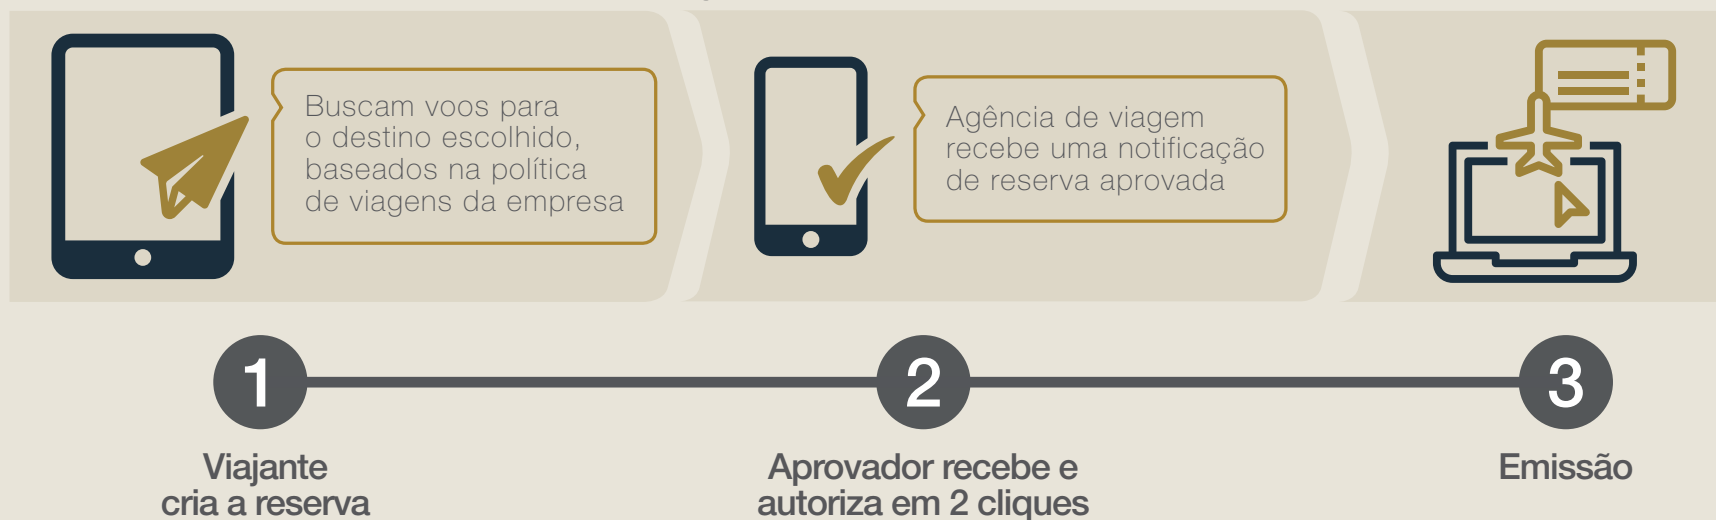 Buscam voos para
o destino escolhido,
baseados na política
de viagens da empresa
Agência de viagem
recebe uma notificação
de reserva aprovada
1
2
3
Viajante
cria a reserva
Aprovador recebe e
autoriza em 2 cliques
Emissão